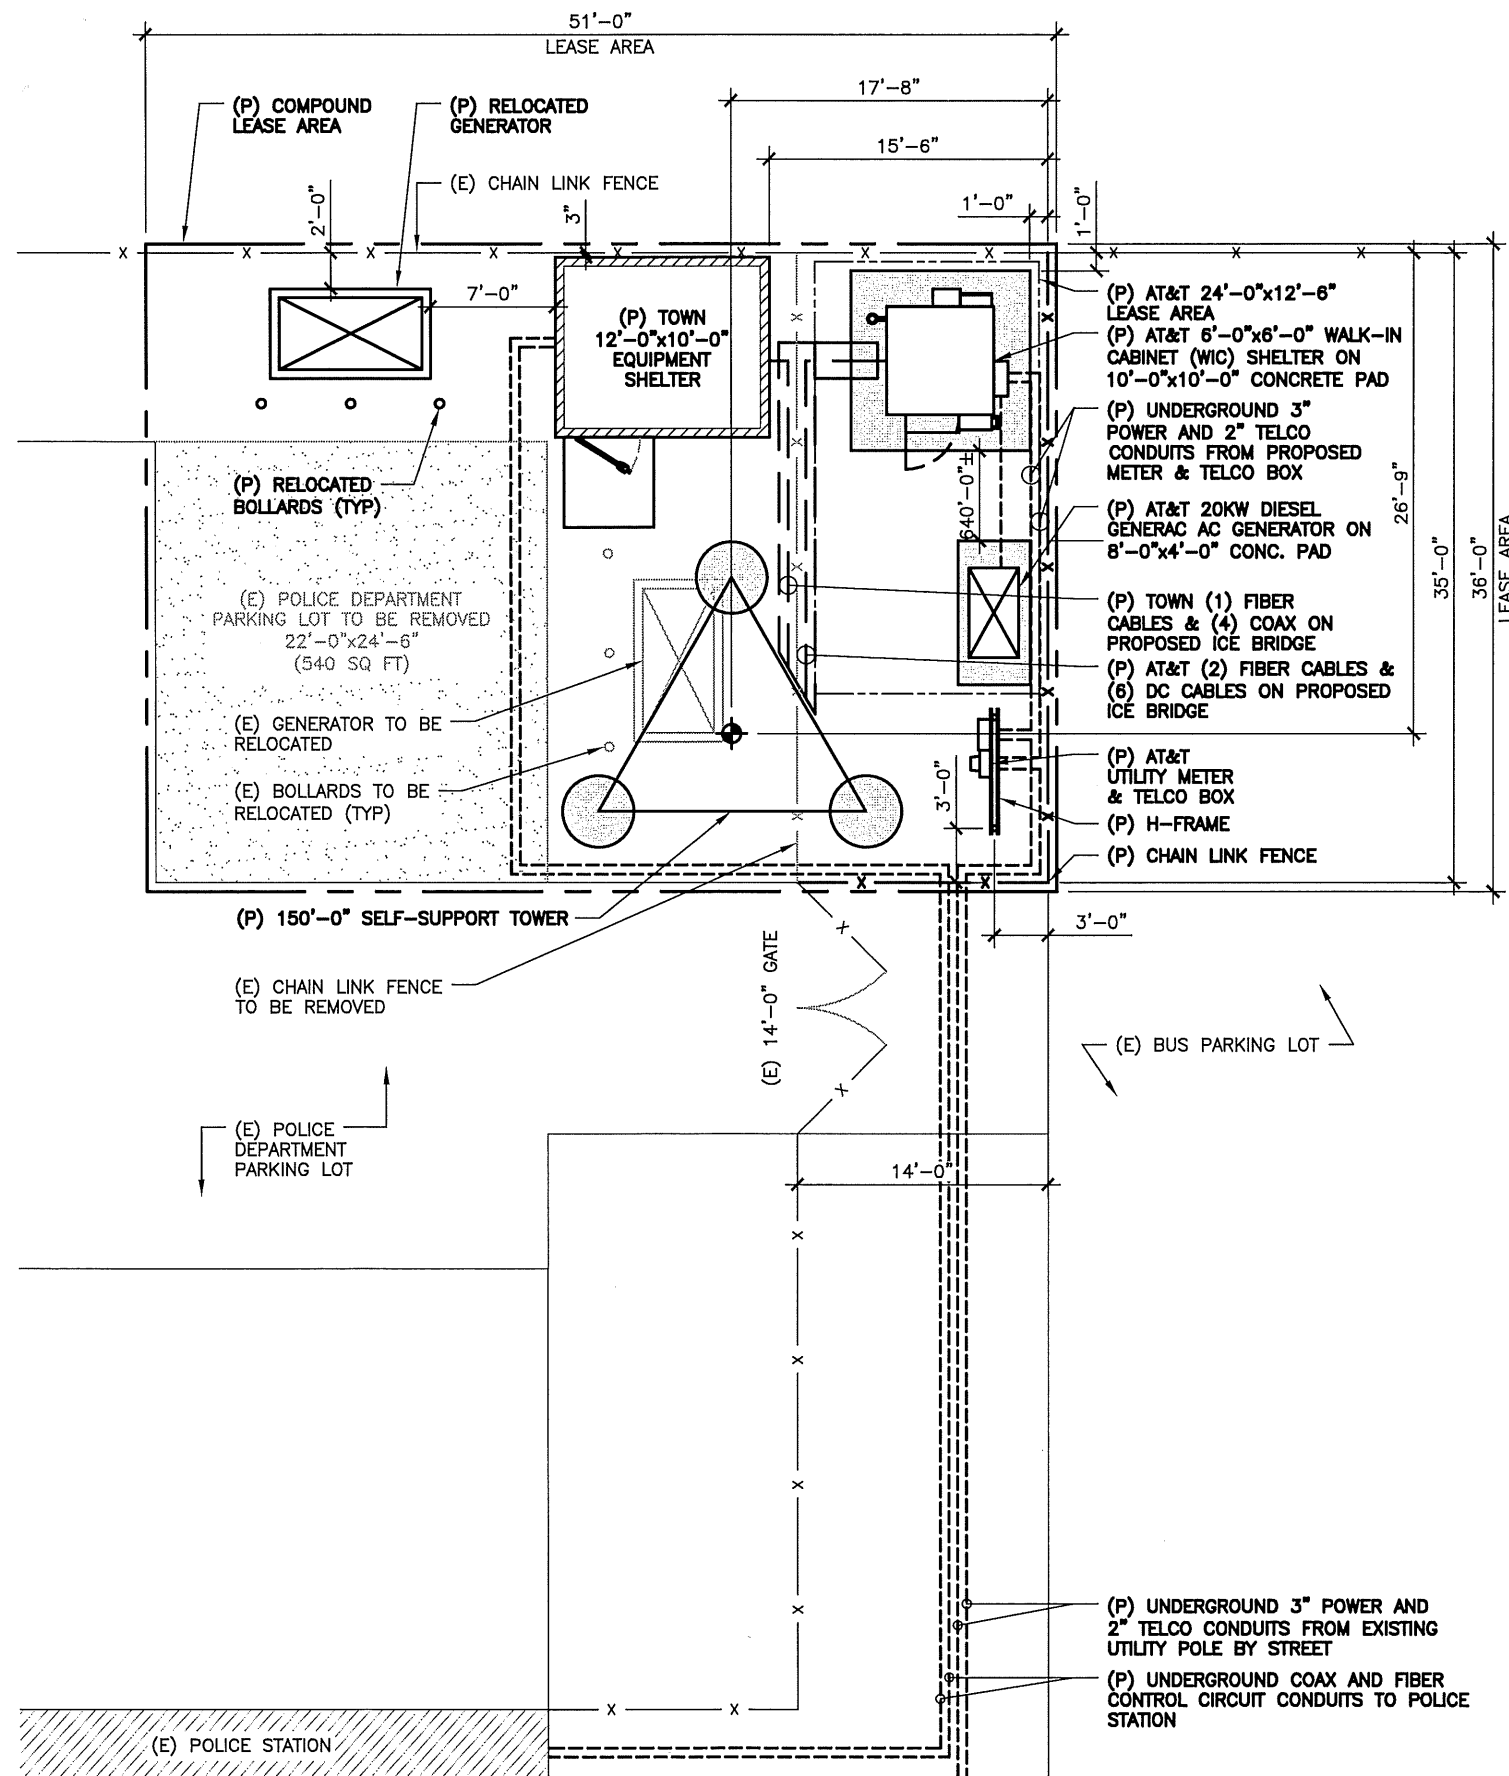 51'-0"
LEASE AREA
17'-8"
(P) COMPOUND
LEASE AREA
(P) RELOCATED
GENERATOR
15'-6"
(E) CHAIN LINK FENCE
2'-0"
3"
1'-0"
1'-0"
7'-0"
(P) TOWN
12'-0"x10'-0"
EQUIPMENT
SHELTER
(P) AT&T 24'-0"x12'-6"
LEASE AREA
(P) AT&T 6'-0"x6'-0" WALK-IN
CABINET (WIC) SHELTER ON
10'-0"x10'-0" CONCRETE PAD
(P) UNDERGROUND 3"
POWER AND 2" TELCO
CONDUITS FROM PROPOSED
METER & TELCO BOX
26'-9"
35'-0"
36'-0"
LEASE AREA
(P) RELOCATED
BOLLARDS (TYP)
640'-0"±
(P) AT&T 20KW DIESEL
GENERAC AC GENERATOR ON
8'-0"x4'-0" CONC. PAD
(E) POLICE DEPARTMENT
PARKING LOT TO BE REMOVED
22'-0"x24'-6"
(540 SQ FT)
(P) TOWN (1) FIBER
CABLES & (4) COAX ON
PROPOSED ICE BRIDGE
(P) AT&T (2) FIBER CABLES &
(6) DC CABLES ON PROPOSED
ICE BRIDGE
(E) GENERATOR TO BE
RELOCATED
(E) BOLLARDS TO BE
RELOCATED (TYP)
3'-0"
(P) AT&T
UTILITY METER
& TELCO BOX
(P) H-FRAME
(P) CHAIN LINK FENCE
(P) 150'-0" SELF-SUPPORT TOWER
3'-0"
(E) CHAIN LINK FENCE
TO BE REMOVED
(E) 14'-0" GATE
(E) BUS PARKING LOT
(E) POLICE
DEPARTMENT
PARKING LOT
14'-0"
(P) UNDERGROUND 3" POWER AND
2" TELCO CONDUITS FROM EXISTING
UTILITY POLE BY STREET
(P) UNDERGROUND COAX AND FIBER
CONTROL CIRCUIT CONDUITS TO POLICE
STATION
(E) POLICE STATION